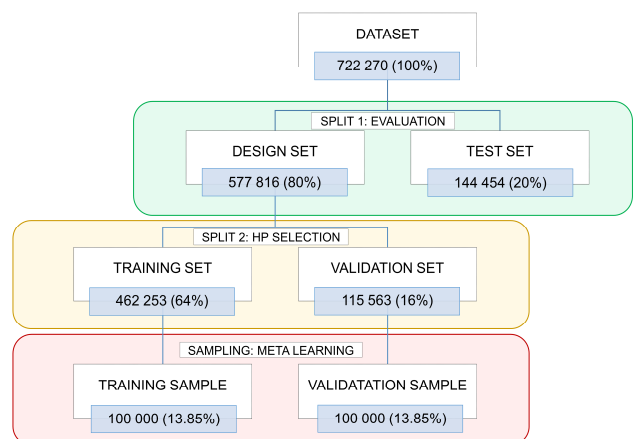 DATASET
722 270 (100%)
SPLIT 1: EVALUATION
DESIGN SET
TEST SET
577 816 (80%)
144 454 (20%)
SPLIT 2: HP SELECTION
TRAINING SET
VALIDATION SET
462 253 (64%)
115 563 (16%)
SAMPLING: META LEARNING
TRAINING SAMPLE
VALIDATATION SAMPLE
100 000 (13.85%)
100 000 (13.85%)